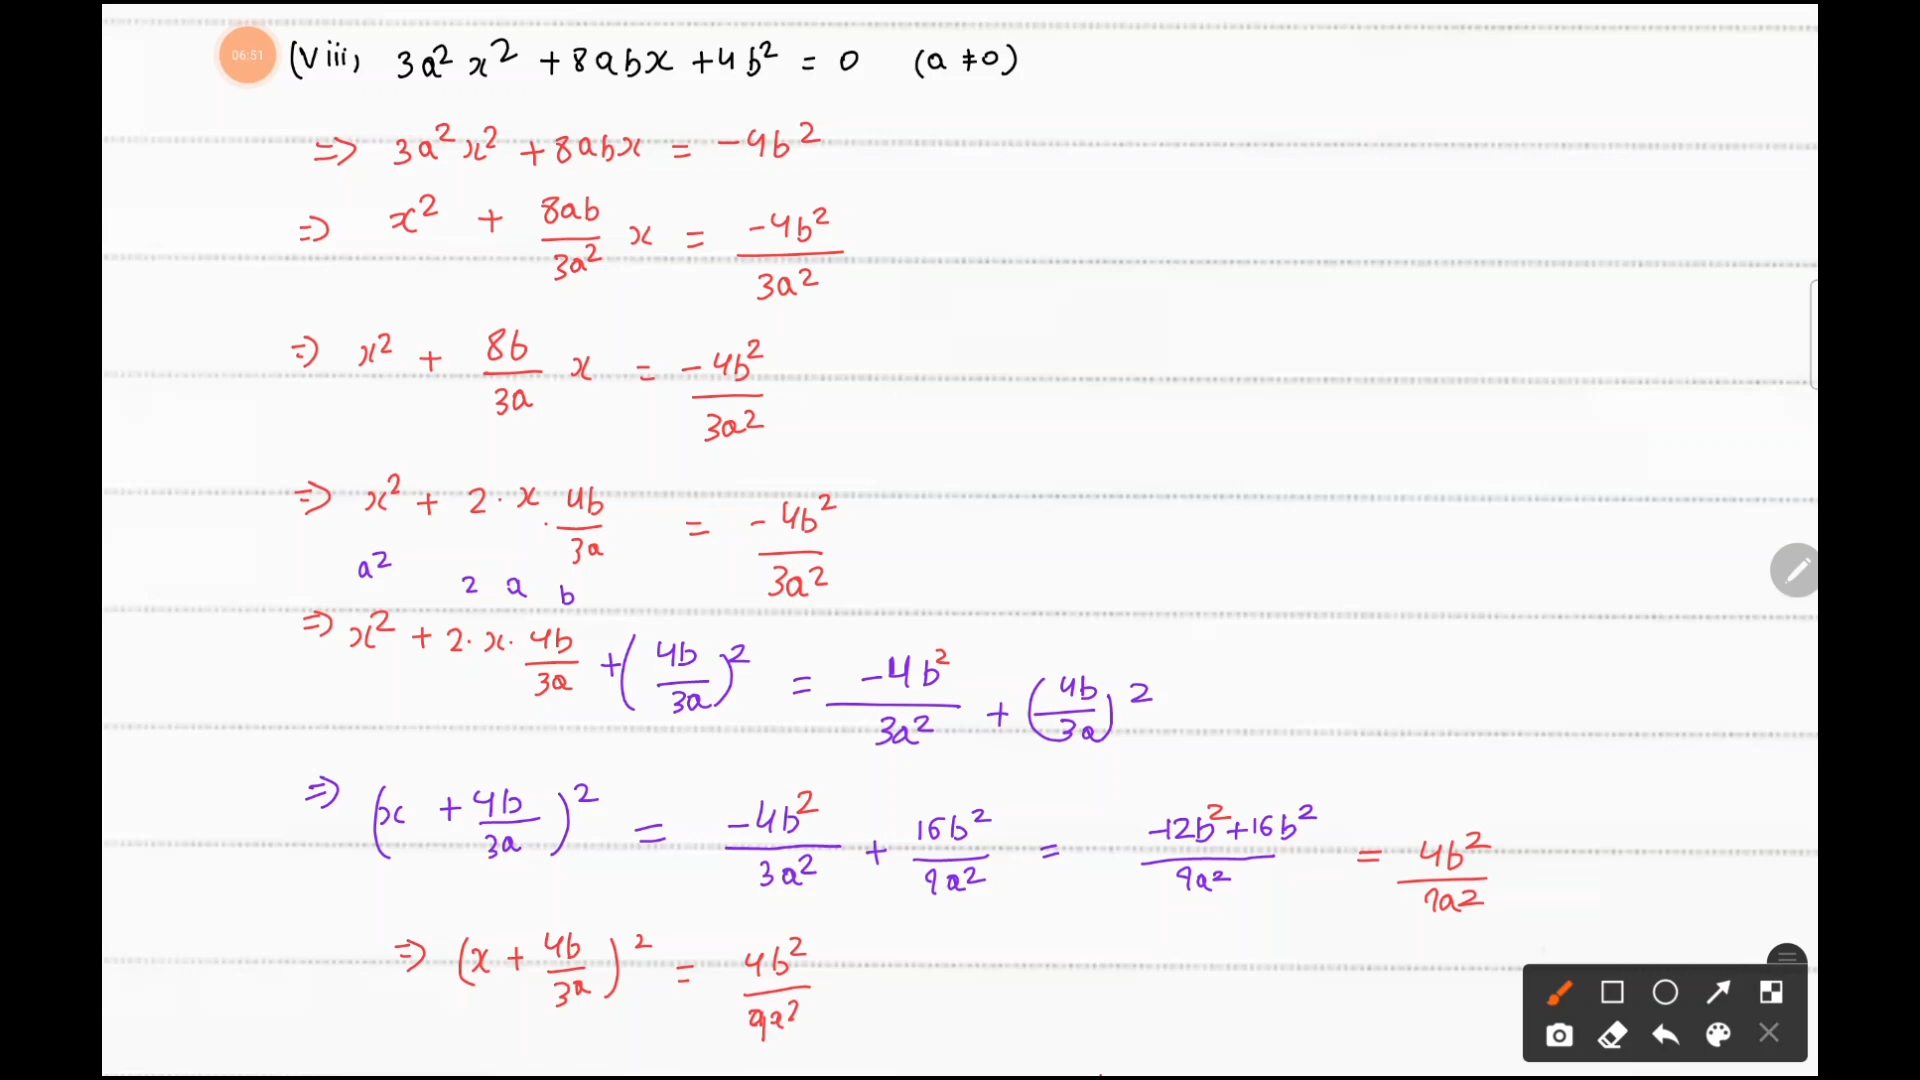 06:51
(Viii) 3a² x² + 8abx + 4b² = 0 (a ≠ 0)
=> 3a²x² + 8abx = -4b²
=> x² + 8ab/3a² x = -4b²/3a²
=> x² + 8b/3a x = -4b²/3a²
=> x² + 2·x·4b/3a = -4b²/3a²
a² 2 a b
=> x² + 2·x·4b/3a + (4b/3a)² = -4b²/3a² + (4b/3a)²
=> (x + 4b/3a)² = -4b²/3a² + 16b²/9a² = -12b²+16b²/9a² = 4b²/9a²
=> (x + 4b/3a)² = 4b²/9a²